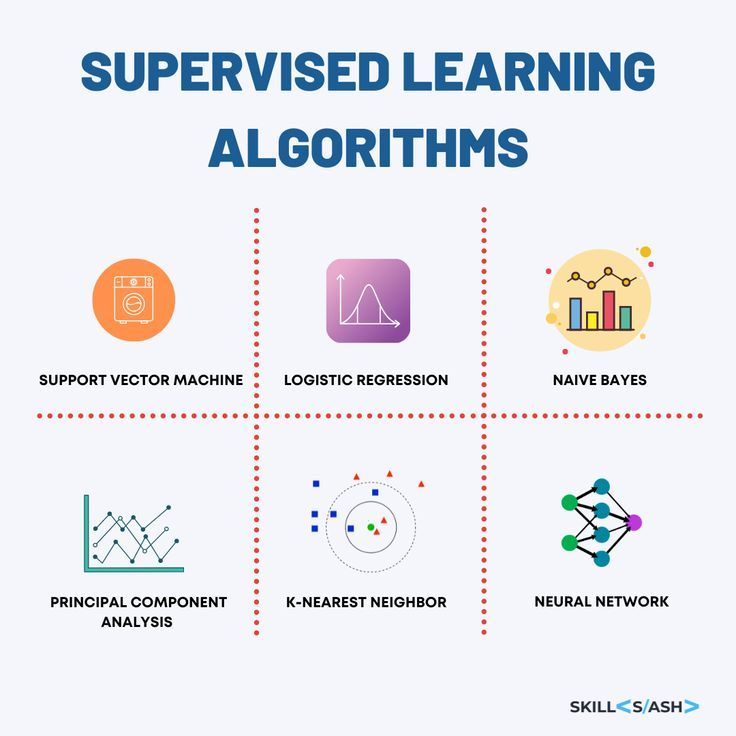 SUPERVISED LEARNING
ALGORITHMS
SUPPORT VECTOR MACHINE
LOGISTIC REGRESSION
NAIVE BAYES
PRINCIPAL COMPONENT
ANALYSIS
K-NEAREST NEIGHBOR
NEURAL NETWORK
SKILL<S/ASH>